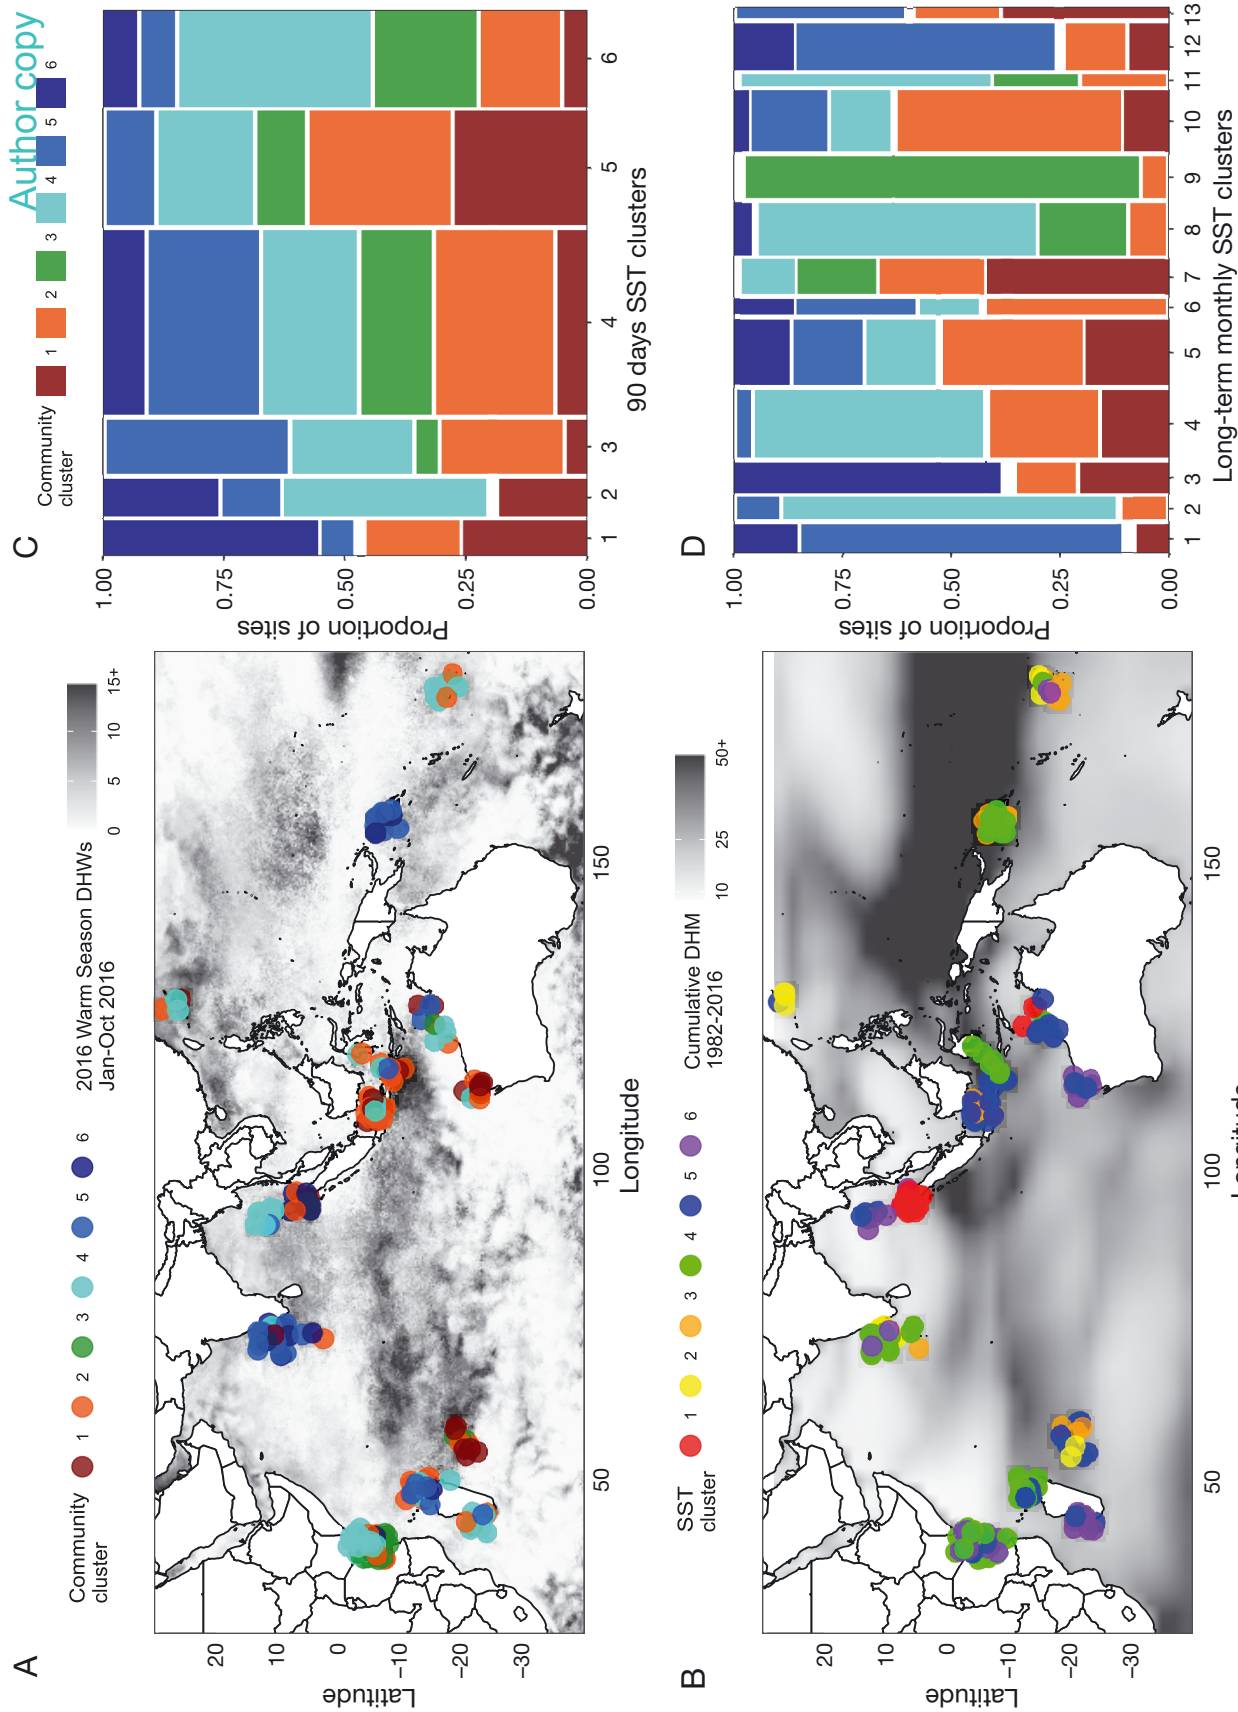 Author copy
A
Community
cluster
1 2 3 4 5 6
2016 Warm Season DHWs
Jan-Oct 2016
0 5 10 15+
Latitude
20
10
0
−10
−20
−30
50 100 150
Longitude
B
SST
cluster
1 2 3 4 5 6
Cumulative DHM
1982-2016
10 25 50+
Latitude
20
10
0
−10
−20
−30
50 100 150
C
Community
cluster
1 2 3 4 5 6
Proportion of sites
1.00
0.75
0.50
0.25
0.00
1 2 3 4 5 6
90 days SST clusters
D
Proportion of sites
1.00
0.75
0.50
0.25
0.00
1 2 3 4 5 6 7 8 9 10 11 12 13
Long-term monthly SST clusters